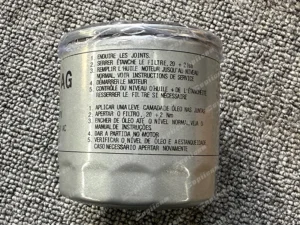 1. ENDUIRE LES JOINTS.
2. SERRER ETANCHE LE FILTRE, 20 + 2 Nm
3. REMPLIR L'HUILE MOTEUR JUSQU'AU NIVEAU
NORMAL, VOIR INSTRUCTIONS DE SERVICE
4. DEMARRER LE MOTEUR
5. CONTRÔLE DU NIVEAU D'HUILE + DE L'ETANCHEITE
RESSERRER LE FILTRE SI NECESSAIRE
1. APLICAR UMA LEVE CAMADA DE ÓLEO NAS JUNTAS
2. APERTAR O FILTRO, 20 + 2 Nm
3. ENCHER DE ÓLEO ATÉ O NÍVEL NORMAL, VEJA O
MANUAL DE INSTRUÇÕES
4. DAR A PARTIDA NO MOTOR
5. VERIFICAR O NÍVEL DE ÓLEO E A ESTANQUEIDADE
CASO NECESSÁRIO APERTAR NOVAMENTE